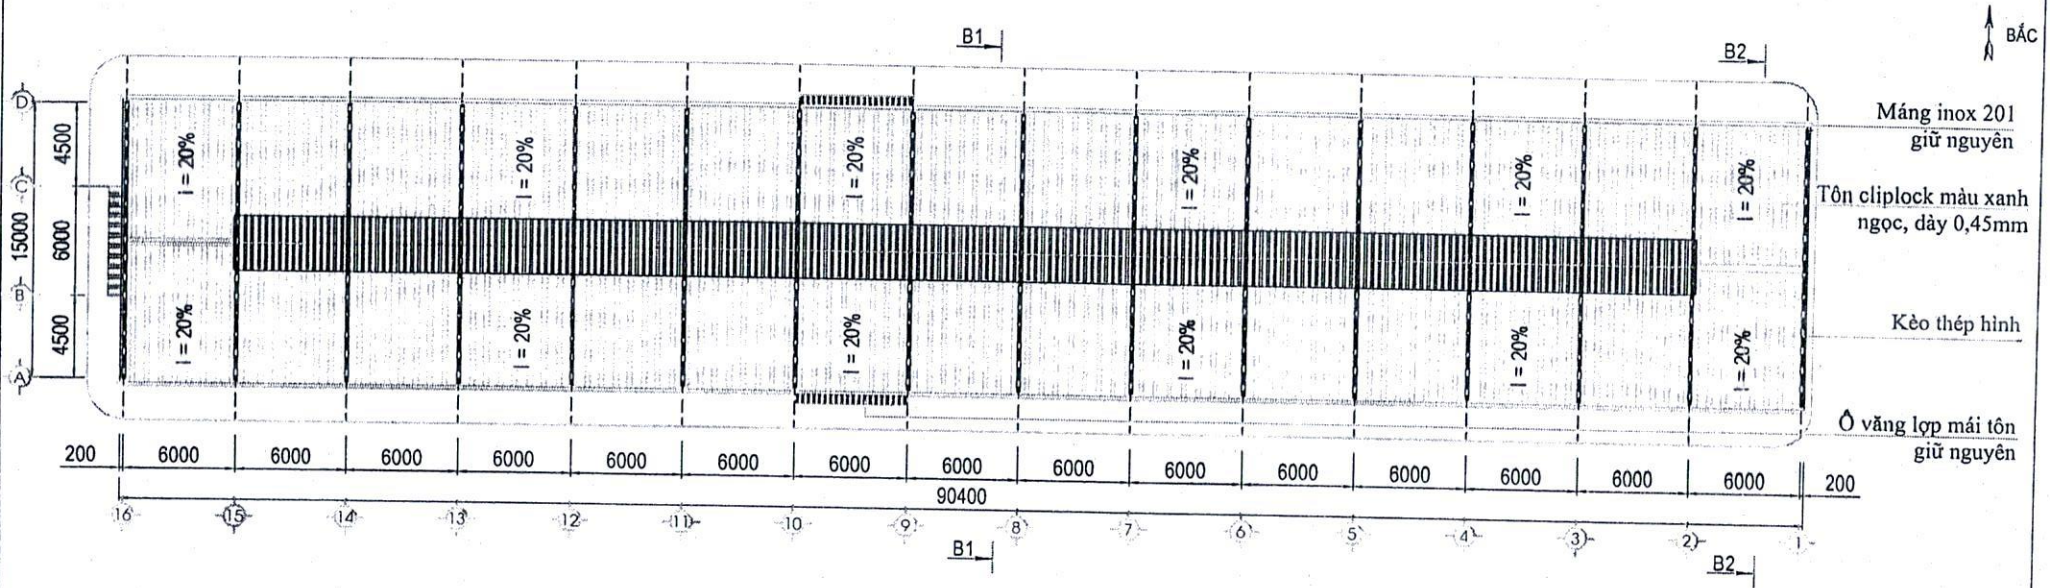 B1
B2
BẮC
D
C
B
A
4500
6000
4500
15000
I = 20%
I = 20%
I = 20%
I = 20%
I = 20%
I = 20%
I = 20%
I = 20%
I = 20%
I = 20%
I = 20%
I = 20%
Máng inox 201
giữ nguyên
Tôn cliplock màu xanh
ngọc, dày 0,45mm
Kèo thép hình
Ô văng lợp mái tôn
giữ nguyên
200 6000 6000 6000 6000 6000 6000 6000 6000 6000 6000 6000 6000 6000 6000 6000 200
90400
16 15 14 13 12 11 10 9 8 7 6 5 4 3 2 1
B1
B2